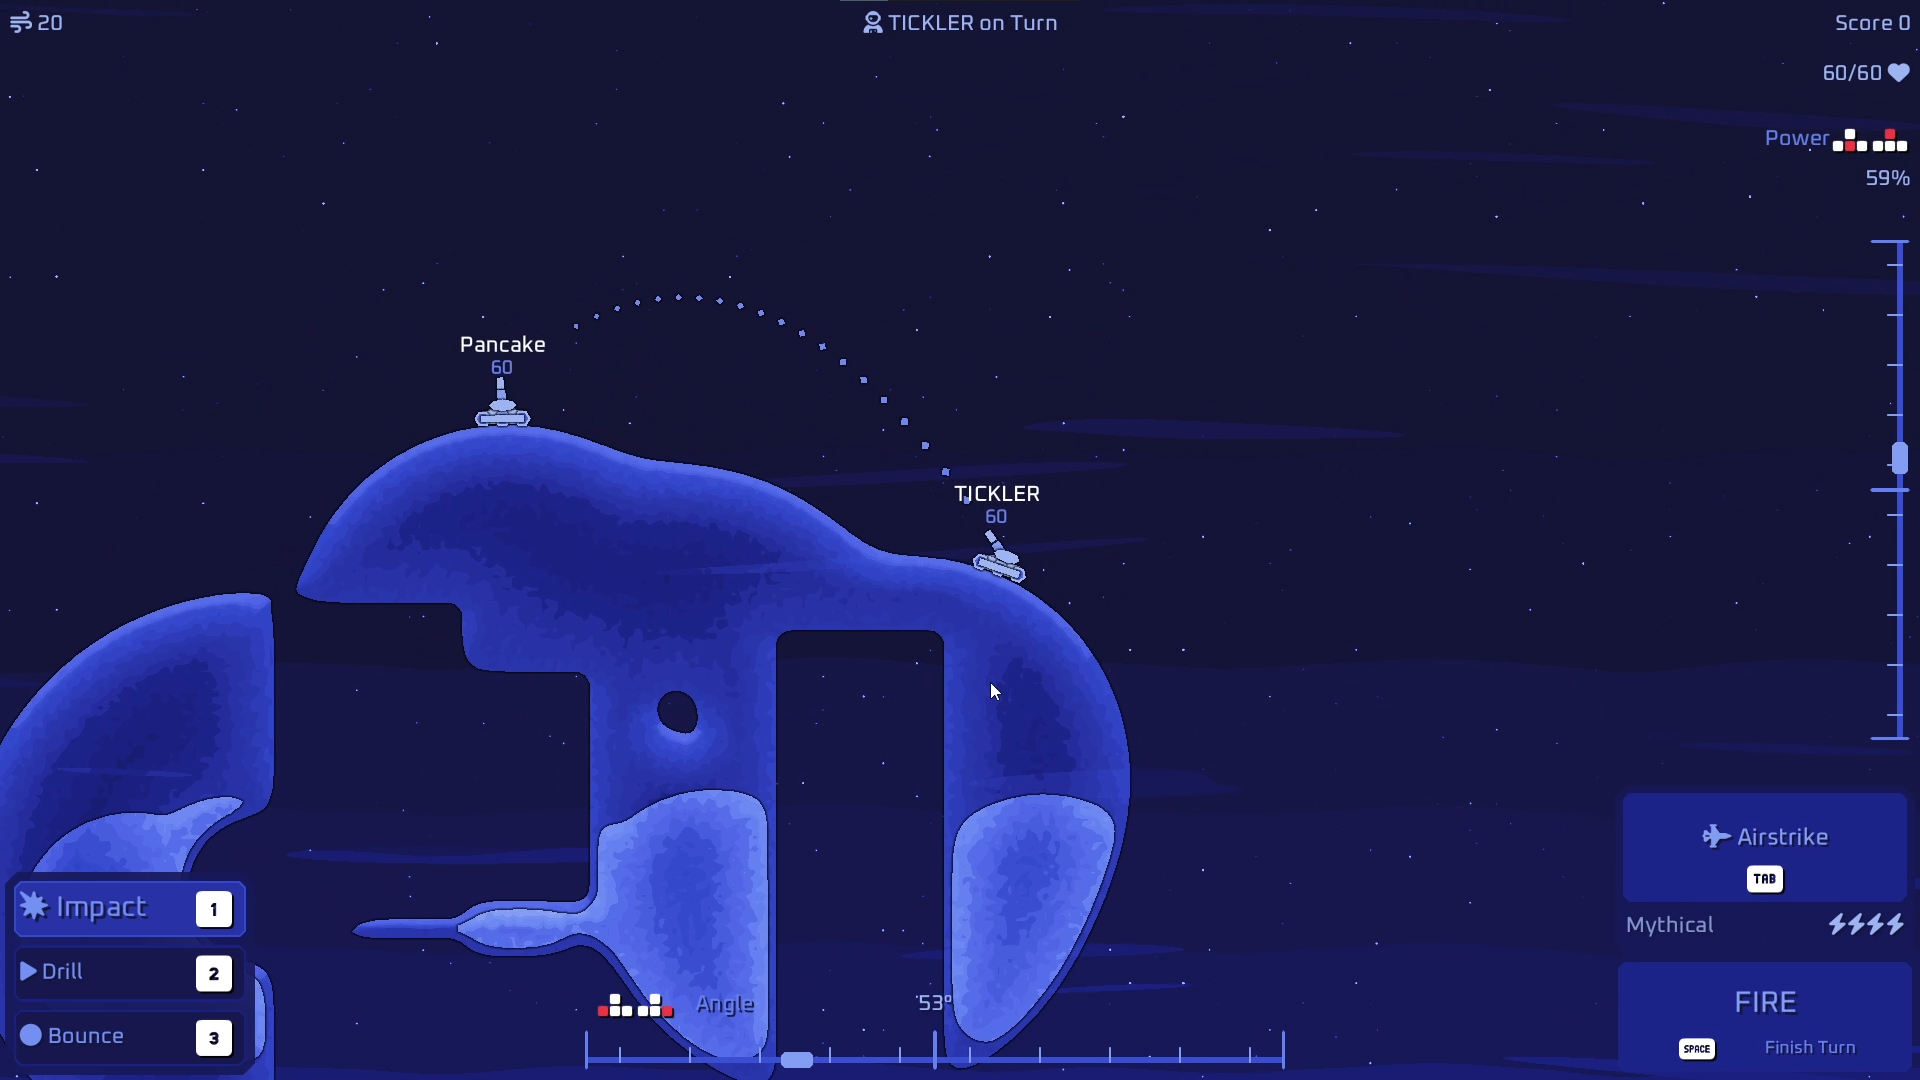 20
TICKLER on Turn
Score 0
60/60
Power
59%
Pancake
60
TICKLER
60
Airstrike
TAB
Mythical
Impact 1
Drill 2
Bounce 3
Angle 53°
FIRE
SPACE Finish Turn